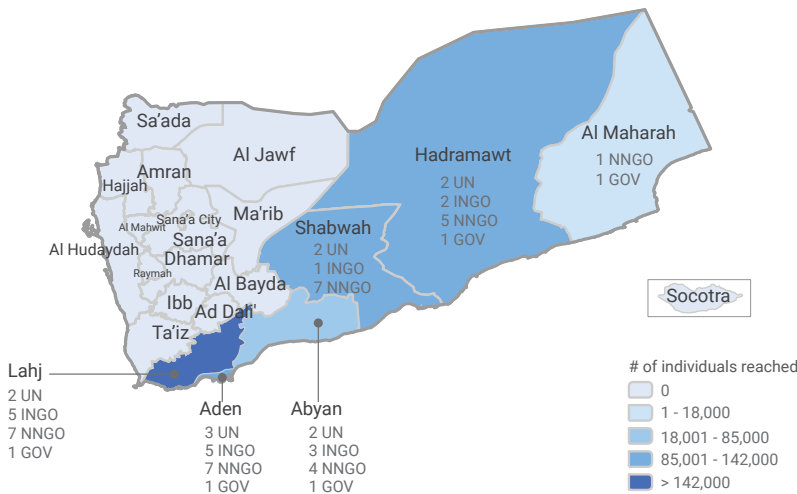 Sa’ada
Al Jawf
Amran
Hajjah
Hadramawt
2 UN
2 INGO
5 NNGO
1 GOV
Al Maharah
1 NNGO
1 GOV
Ma'rib
Sana’a City
Al Mahwit
Sana’a
Al Hudaydah
Dhamar
Raymah
Shabwah
2 UN
1 INGO
7 NNGO
Al Bayda
Ibb
Ad Dali'
Ta’iz
Socotra
Lahj
2 UN
5 INGO
7 NNGO
1 GOV
Aden
3 UN
5 INGO
7 NNGO
1 GOV
Abyan
2 UN
3 INGO
4 NNGO
1 GOV
# of individuals reached
0
1 - 18,000
18,001 - 85,000
85,001 - 142,000
> 142,000